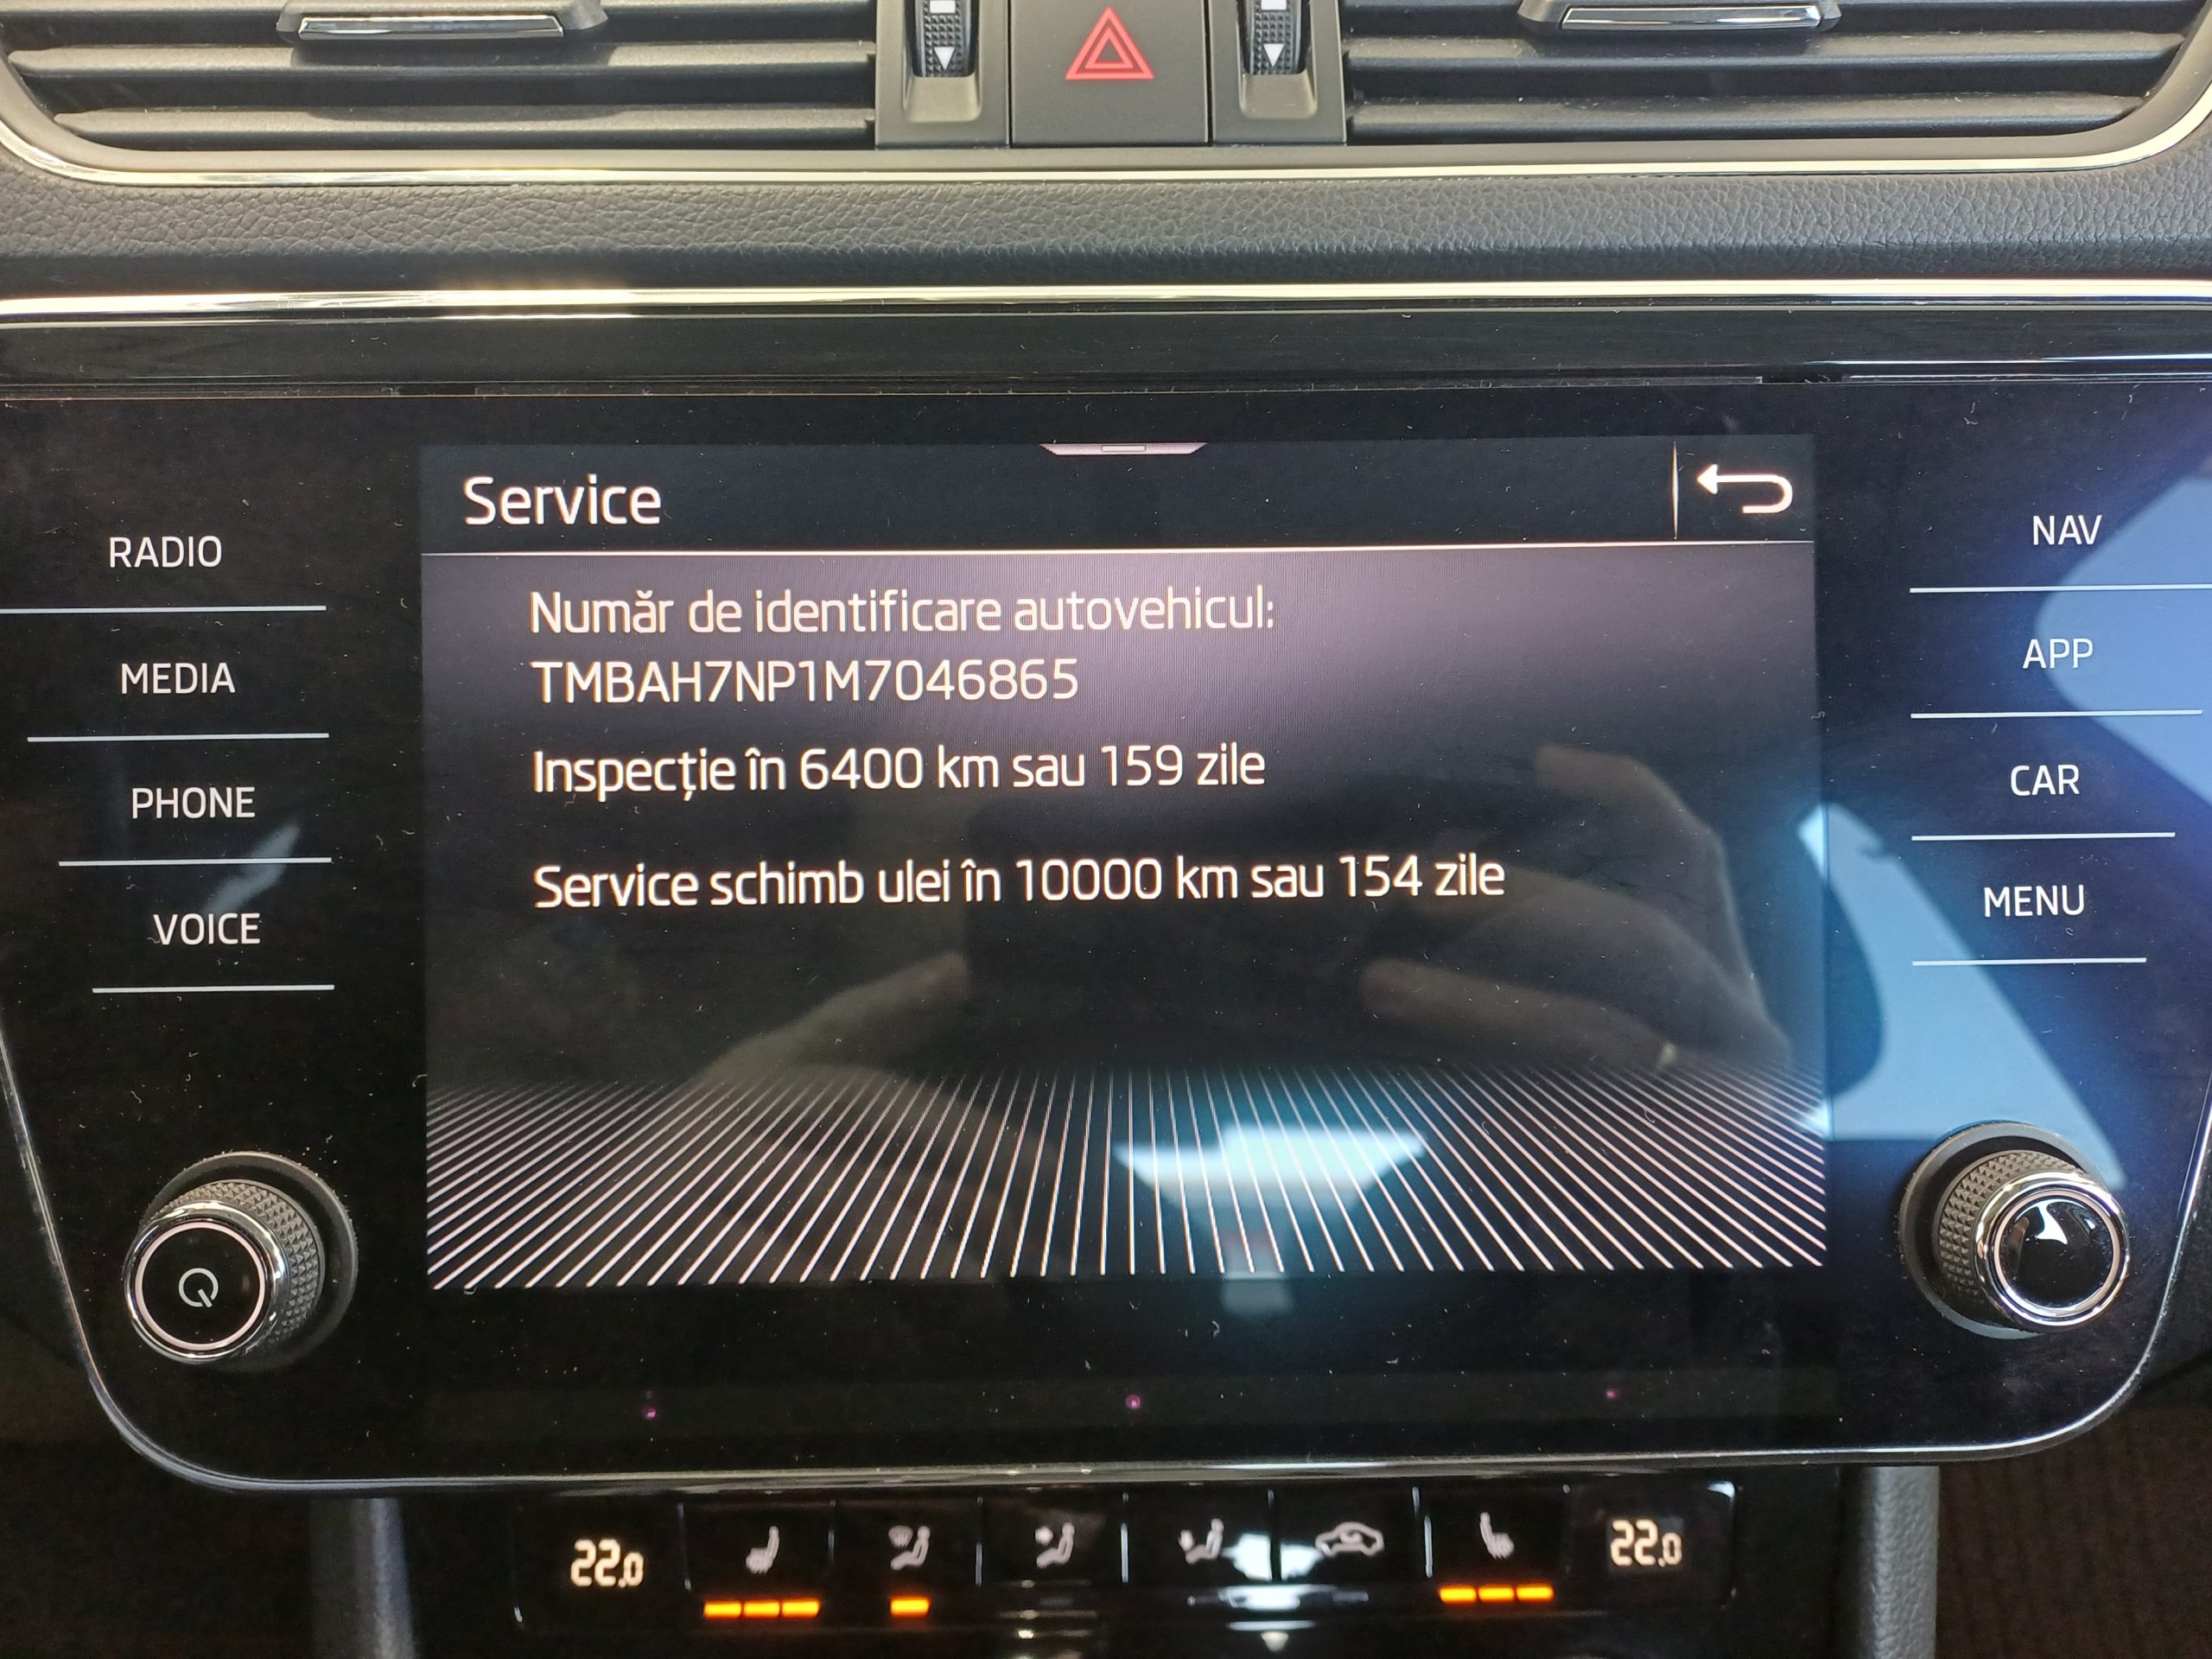 Service
RADIO
MEDIA
PHONE
VOICE
Număr de identificare autovehicul:
TMBAH7NP1M7046865
Inspecție în 6400 km sau 159 zile
Service schimb ulei în 10000 km sau 154 zile
NAV
APP
CAR
MENU
22.0
22.0